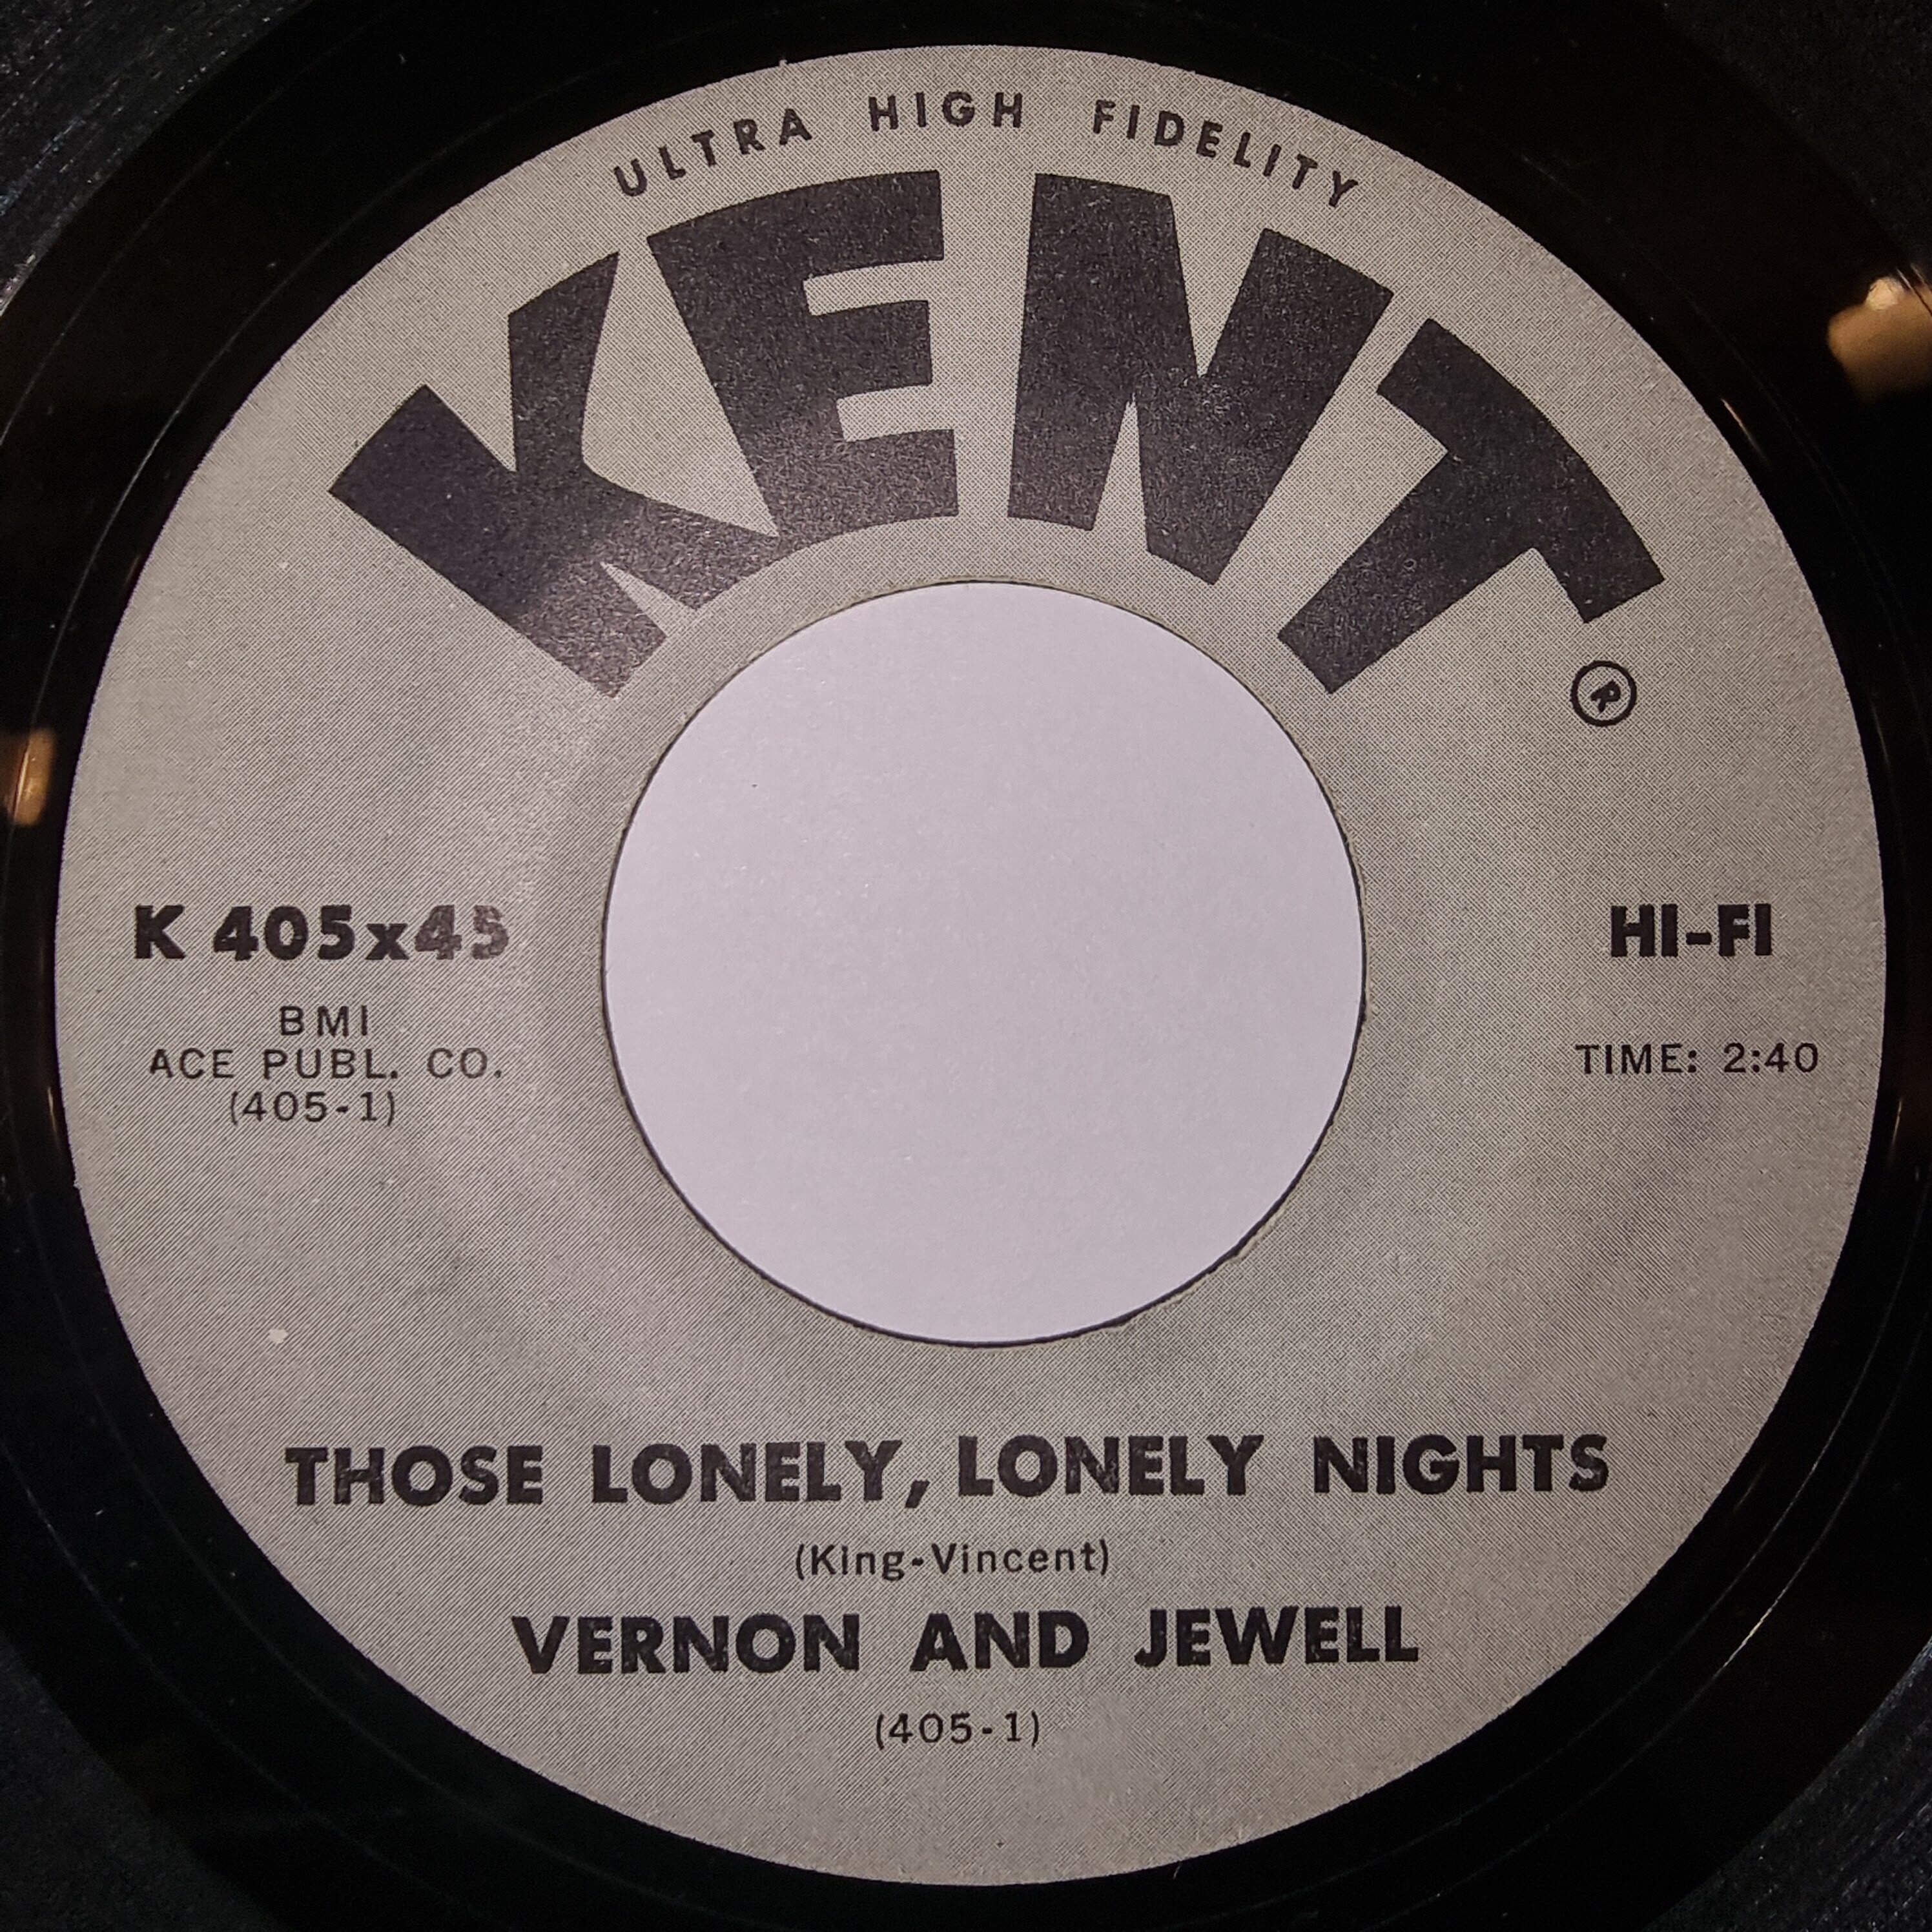 ULTRA HIGH FIDELITY
KENT
®
K 405x45
BMI
ACE PUBL. CO.
(405-1)
HI-FI
TIME: 2:40
THOSE LONELY, LONELY NIGHTS
(King-Vincent)
VERNON AND JEWELL
(405-1)